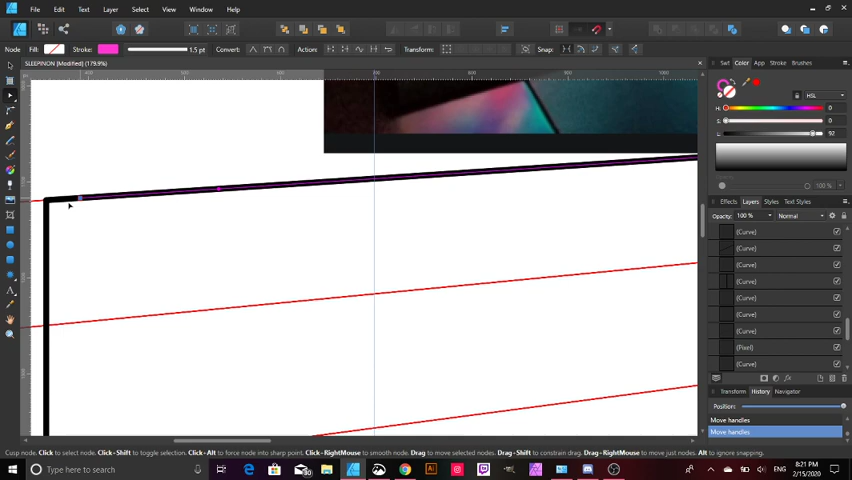 File Edit Text Layer Select View Window Help
Node Fill: Stroke: 1.5 pt Convert: Action: Transform: Snap:
SLEEPINON [Modified] (179.9%)
Set Color App Stroke Brushes
HSL
H: 0
S: 0
L: 92
100 %
Effects Layers Styles Text Styles
Opacity: 100 % Normal
(Curve)
(Curve)
(Curve)
(Curve)
(Curve)
(Curve)
(Curve)
(Pixel)
(Curve)
Transform History Navigator
Position:
Move handles
Move handles
Cusp node. Click to select node. Click+Shift to toggle selection. Click+Alt to force node into sharp point. Click+RightMouse to smooth node. Drag to move selected nodes. Drag+Shift to constrain drag. Drag+RightMouse to move just nodes. Alt to ignore snapping.
Type here to search
8:21 PM
2/15/2020